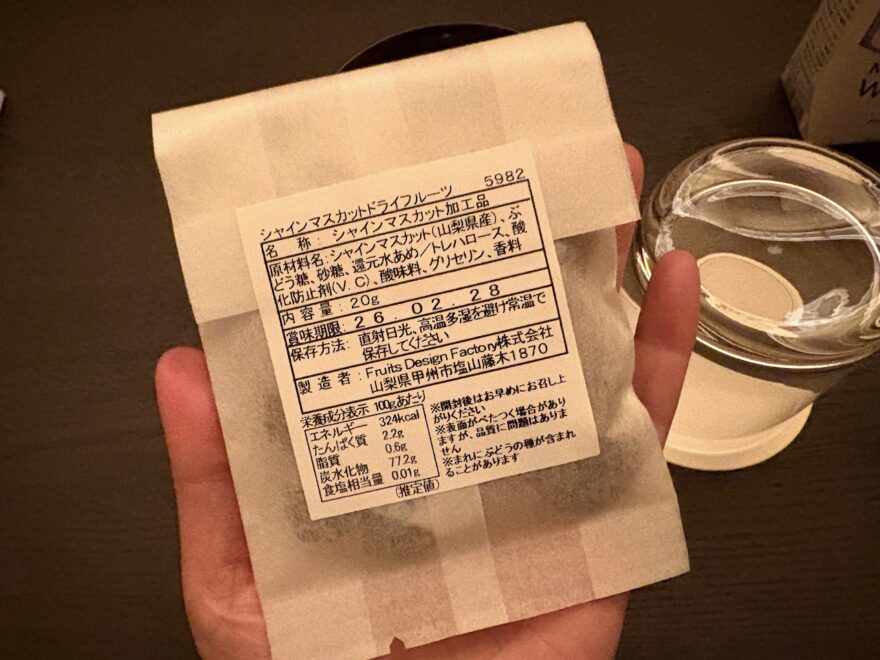 5982
シャインマスカットドライフルーツ
名 称: シャインマスカット加工品
原材料名:シャインマスカット(山梨県産)、ぶ
どう糖、砂糖、還元水あめ/トレハロース、酸
化防止剤(V.C)、酸味料、グリセリン、香料
内容量:20g
賞味期限:26.02.28
保存方法: 直射日光、高温多湿を避け常温で
保存してください
製造者:Fruits Design Factory株式会社
山梨県甲州市塩山藤木1870
栄養成分表示 100gあたり
エネルギー 324kcal
たんぱく質 2.2g
脂質 0.6g
炭水化物 77.2g
食塩相当量 0.01g
(推定値)
※開封後はお早めにお召し上
がりください
※表面がべたつく場合があり
ますが、品質に問題はありま
せん
※まれにぶどうの種が含まれ
ることがあります